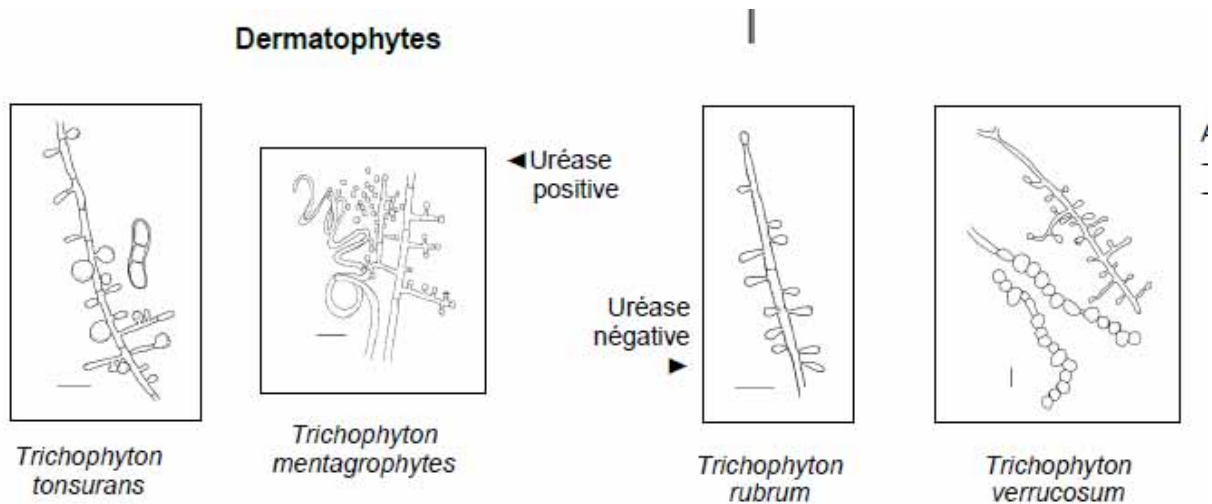 Dermatophytes
◄ Uréase
positive
Uréase
négative
►
Trichophyton
tonsurans
Trichophyton
mentagrophytes
Trichophyton
rubrum
Trichophyton
verrucosum